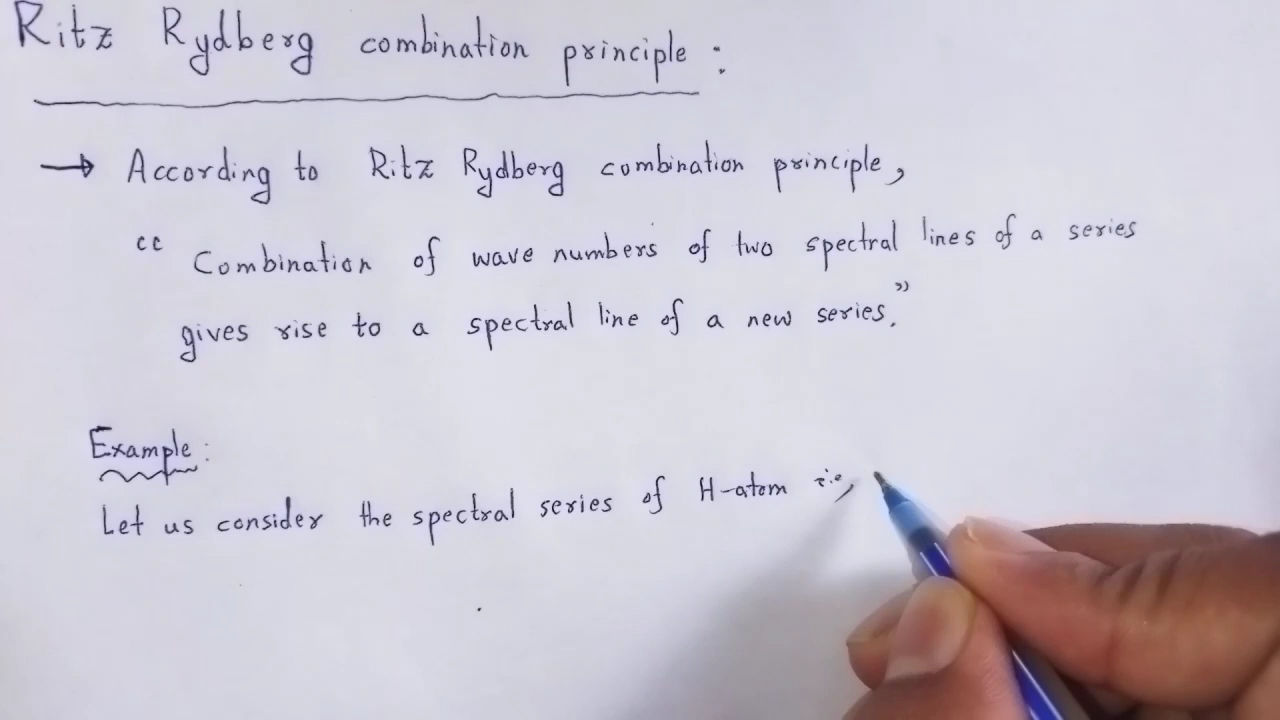 Ritz Rydberg combination principle :
→ According to Ritz Rydberg combination principle,
“ Combination of wave numbers of two spectral lines of a series
gives rise to a spectral line of a new series.”
Example :
Let us consider the spectral series of H-atom i.e,